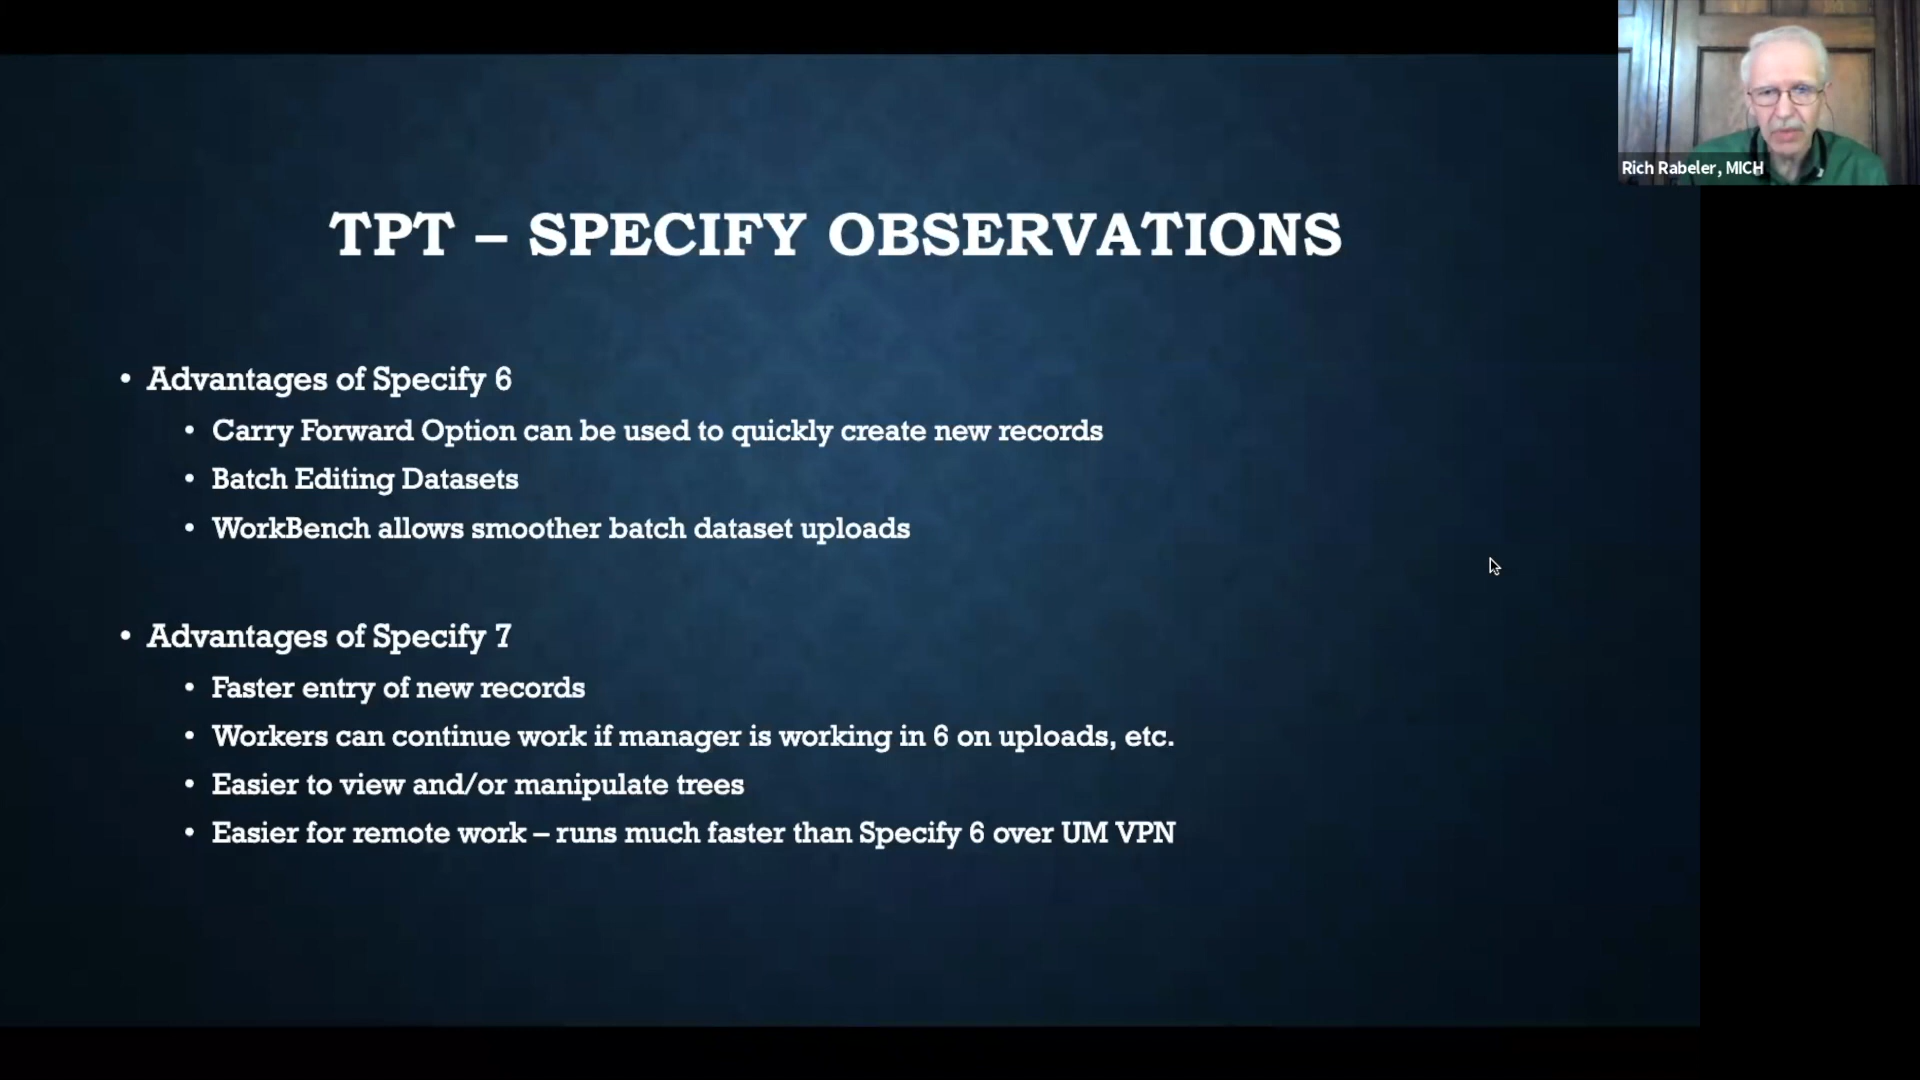 Rich Rabeler, MICH
TPT – SPECIFY OBSERVATIONS
• Advantages of Specify 6
• Carry Forward Option can be used to quickly create new records
• Batch Editing Datasets
• WorkBench allows smoother batch dataset uploads
• Advantages of Specify 7
• Faster entry of new records
• Workers can continue work if manager is working in 6 on uploads, etc.
• Easier to view and/or manipulate trees
• Easier for remote work – runs much faster than Specify 6 over UM VPN